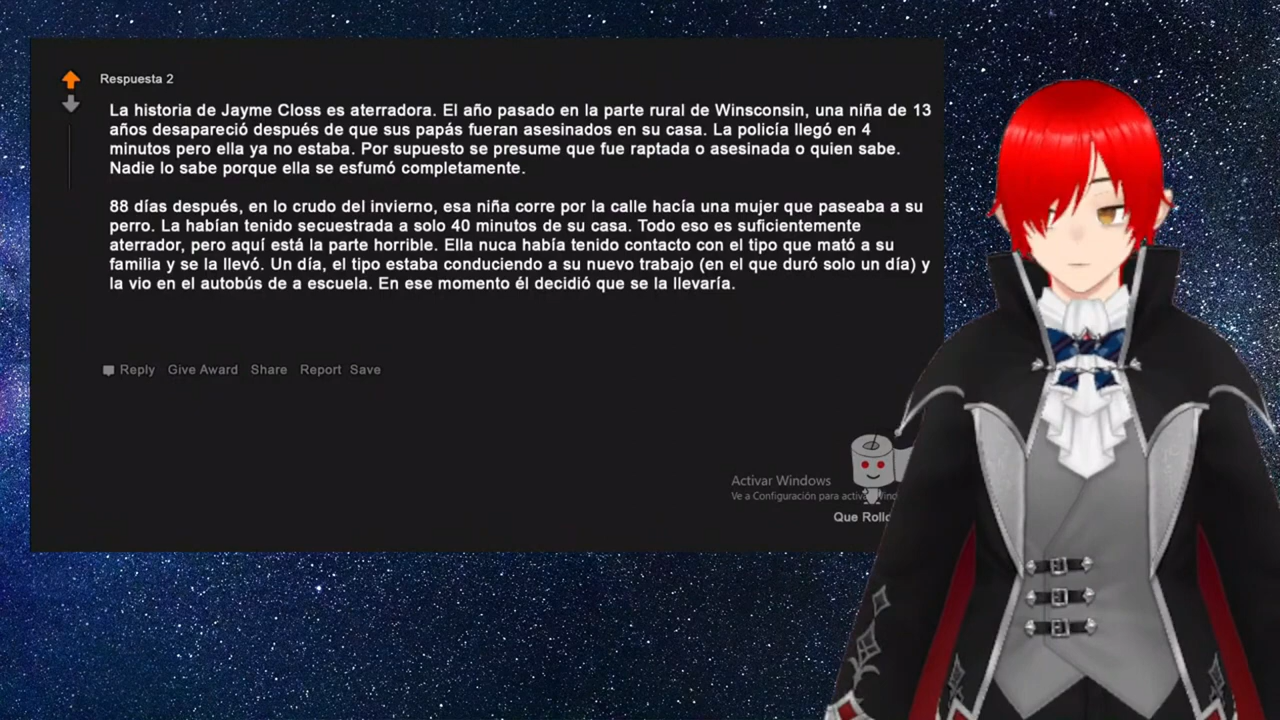 Respuesta 2
La historia de Jayme Closs es aterradora. El año pasado en la parte rural de Winsconsin, una niña de 13
años desapareció después de que sus papás fueran asesinados en su casa. La policía llegó en 4
minutos pero ella ya no estaba. Por supuesto se presume que fue raptada o asesinada o quien sabe.
Nadie lo sabe porque ella se esfumó completamente.
88 días después, en lo crudo del invierno, esa niña corre por la calle hacía una mujer que paseaba a su
perro. La habían tenido secuestrada a solo 40 minutos de su casa. Todo eso es suficientemente
aterrador, pero aquí está la parte horrible. Ella nuca había tenido contacto con el tipo que mató a su
familia y se la llevó. Un día, el tipo estaba conduciendo a su nuevo trabajo (en el que duró solo un día) y
la vio en el autobús de a escuela. En ese momento él decidió que se la llevaría.
Reply Give Award Share Report Save
Activar Windows
Ve a Configuración para activa
Que Rollo